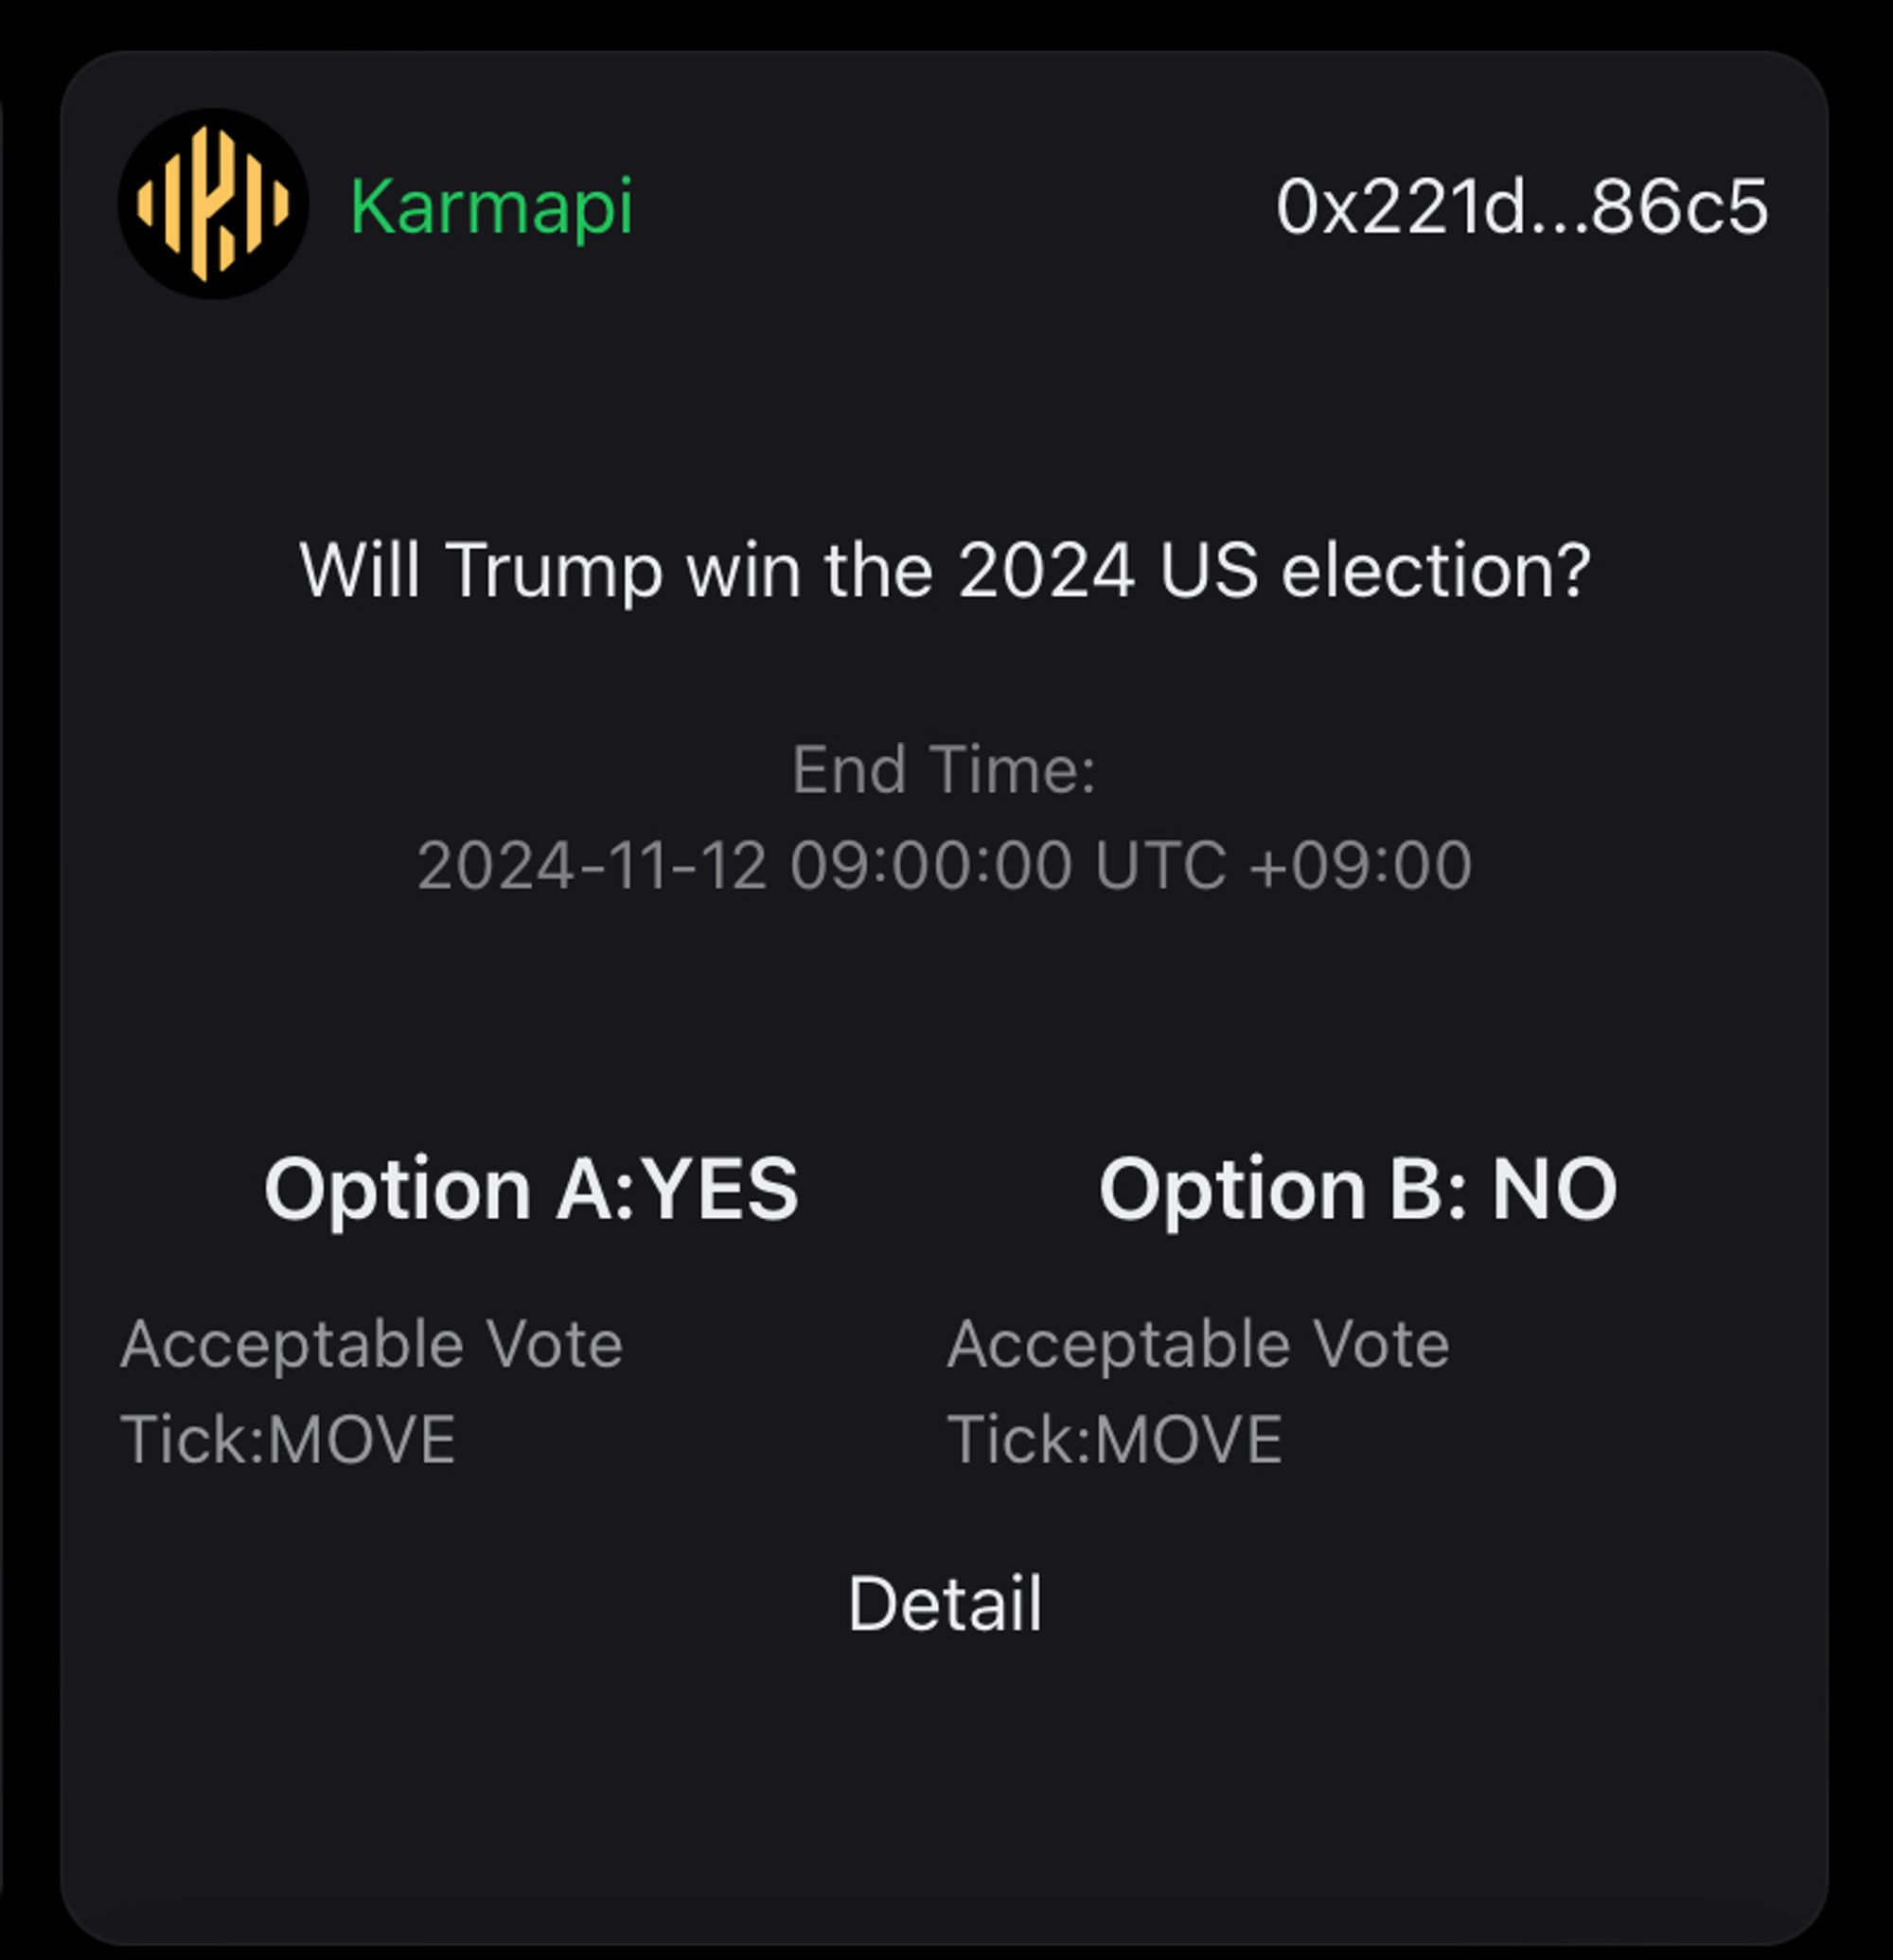 Karmapi
0x221d...86c5
Will Trump win the 2024 US election?
End Time:
2024-11-12 09:00:00 UTC +09:00
Option A:YES
Option B: NO
Acceptable Vote
Tick:MOVE
Acceptable Vote
Tick:MOVE
Detail